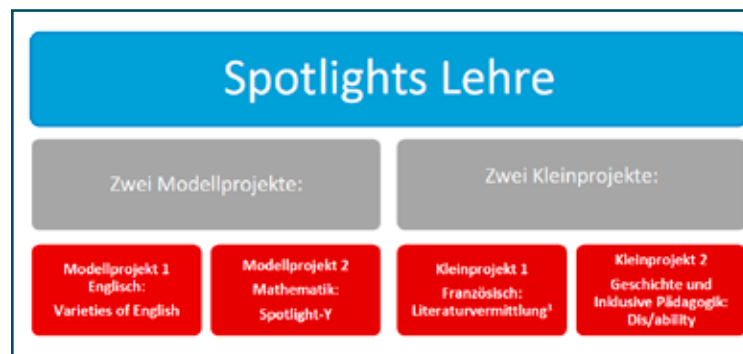 Spotlights Lehre
Zwei Modellprojekte:
Zwei Kleinprojekte:
Modellprojekt 1
Englisch:
Varieties of English
Modellprojekt 2
Mathematik:
Spotlight-Y
Kleinprojekt 1
Französisch:
Literaturvermittlung¹
Kleinprojekt 2
Geschichte und
Inklusive Pädagogik:
Dis/ability